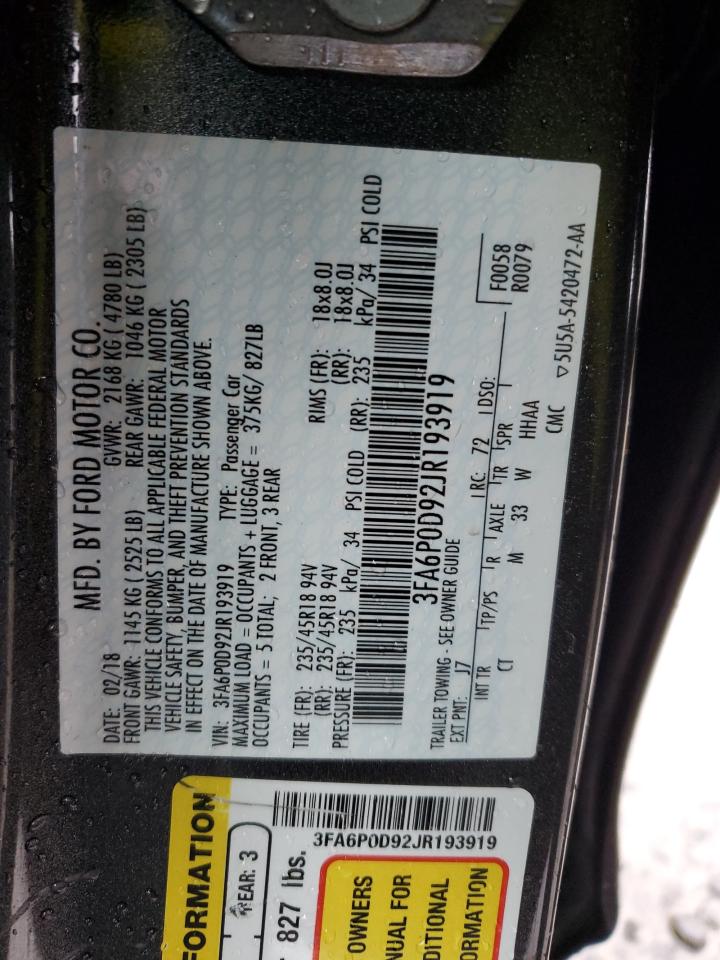 MFD. BY FORD MOTOR CO.
DATE: 02/18 GVWR: 2168 KG ( 4780 LB)
FRONT GAWR: 1145 KG ( 2525 LB) REAR GAWR: 1046 KG ( 2305 LB)
THIS VEHICLE CONFORMS TO ALL APPLICABLE FEDERAL MOTOR
VEHICLE SAFETY, BUMPER, AND THEFT PREVENTION STANDARDS
IN EFFECT ON THE DATE OF MANUFACTURE SHOWN ABOVE.
VIN: 3FA6P0D92JR193919 TYPE: Passenger Car
MAXIMUM LOAD = OCCUPANTS + LUGGAGE = 375KG/ 827LB
OCCUPANTS = 5 TOTAL; 2 FRONT, 3 REAR
TIRE (FR): 235/45R18 94V RIMS (FR): 18x8.0J
(RR): 235/45R18 94V (RR): 18x8.0J
PRESSURE (FR): 235 kPa/ 34 PSI COLD (RR): 235 kPa/ 34 PSI COLD
3FA6P0D92JR193919
TRAILER TOWING - SEE OWNER GUIDE
EXT PNT: J7 RC: 72 DSO: F0058
R0079
INT TR TP/PS R AXLE TR SPR
CT M 33 W HHAA
CMC
▽5U5A-5420472-AA
FORMATION
REAR: 3
827 lbs.
3FA6P0D92JR193919
OWNERS
NUAL FOR
DITIONAL
ORMATION